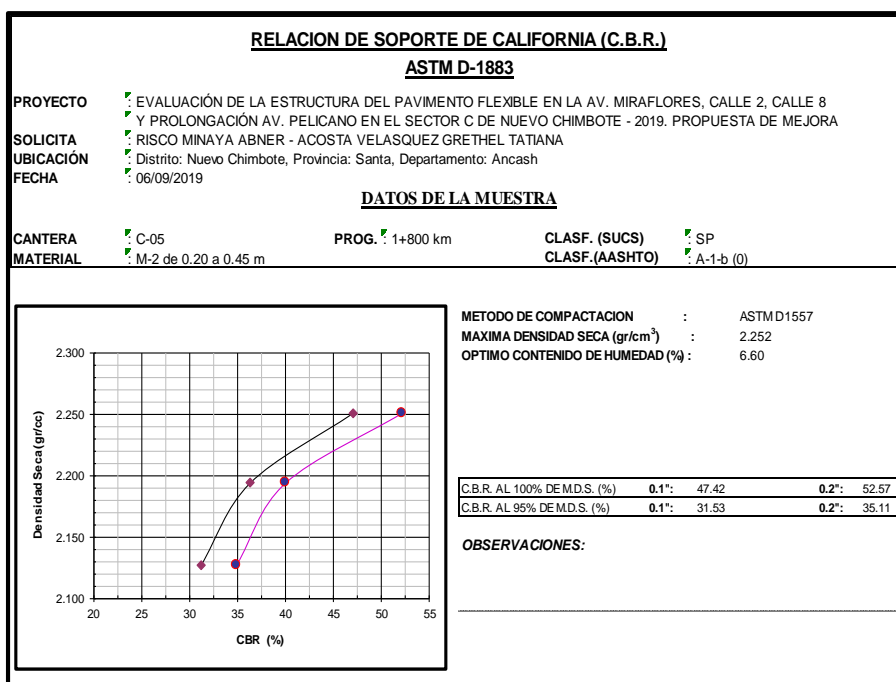 RELACION DE SOPORTE DE CALIFORNIA (C.B.R.)
ASTM D-1883
PROYECTO : EVALUACIÓN DE LA ESTRUCTURA DEL PAVIMENTO FLEXIBLE EN LA AV. MIRAFLORES, CALLE 2, CALLE 8
: Y PROLONGACIÓN AV. PELICANO EN EL SECTOR C DE NUEVO CHIMBOTE - 2019. PROPUESTA DE MEJORA
SOLICITA : RISCO MINAYA ABNER - ACOSTA VELASQUEZ GRETHEL TATIANA
UBICACIÓN : Distrito: Nuevo Chimbote, Provincia: Santa, Departamento: Ancash
FECHA : 06/09/2019
DATOS DE LA MUESTRA
CANTERA : C-05 PROG. : 1+800 km CLASF. (SUCS) : SP
MATERIAL : M-2 de 0.20 a 0.45 m CLASF.(AASHTO) : A-1-b (0)
METODO DE COMPACTACION : ASTM D1557
MAXIMA DENSIDAD SECA (gr/cm³) : 2.252
OPTIMO CONTENIDO DE HUMEDAD (%) : 6.60
2.300
2.250
2.200
2.150
2.100
Densidad Seca (gr/cc)
20 25 30 35 40 45 50 55
CBR (%)
C.B.R. AL 100% DE M.D.S. (%) 0.1": 47.42 0.2": 52.57
C.B.R. AL 95% DE M.D.S. (%) 0.1": 31.53 0.2": 35.11
OBSERVACIONES: